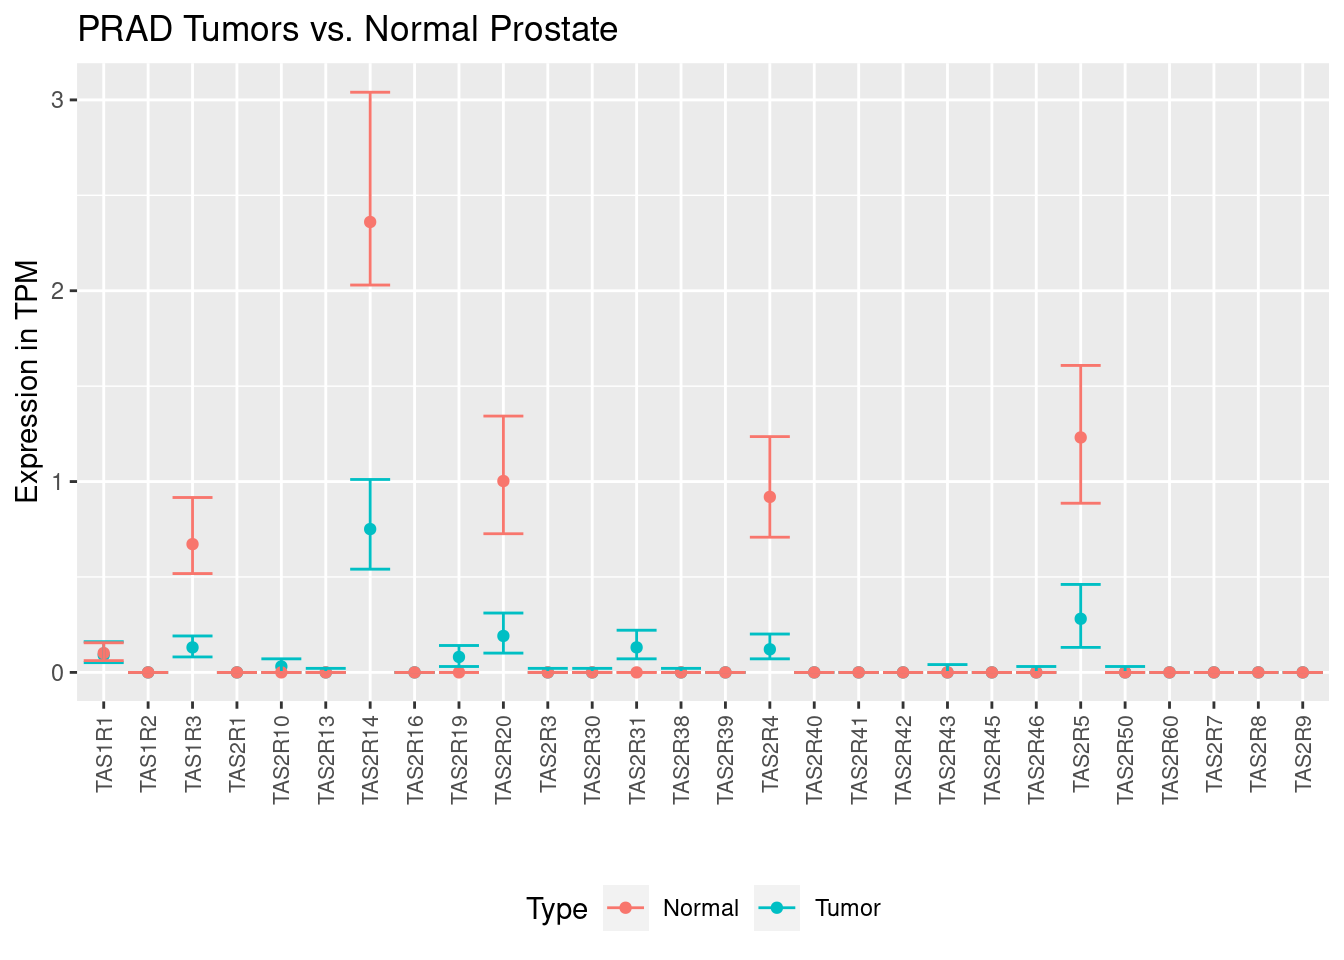 PRAD Tumors vs. Normal Prostate
Expression in TPM
3
2
1
0
TAS1R1
TAS1R2
TAS1R3
TAS2R1
TAS2R10
TAS2R13
TAS2R14
TAS2R16
TAS2R19
TAS2R20
TAS2R3
TAS2R30
TAS2R31
TAS2R38
TAS2R39
TAS2R4
TAS2R40
TAS2R41
TAS2R42
TAS2R43
TAS2R45
TAS2R46
TAS2R5
TAS2R50
TAS2R60
TAS2R7
TAS2R8
TAS2R9
Type Normal Tumor